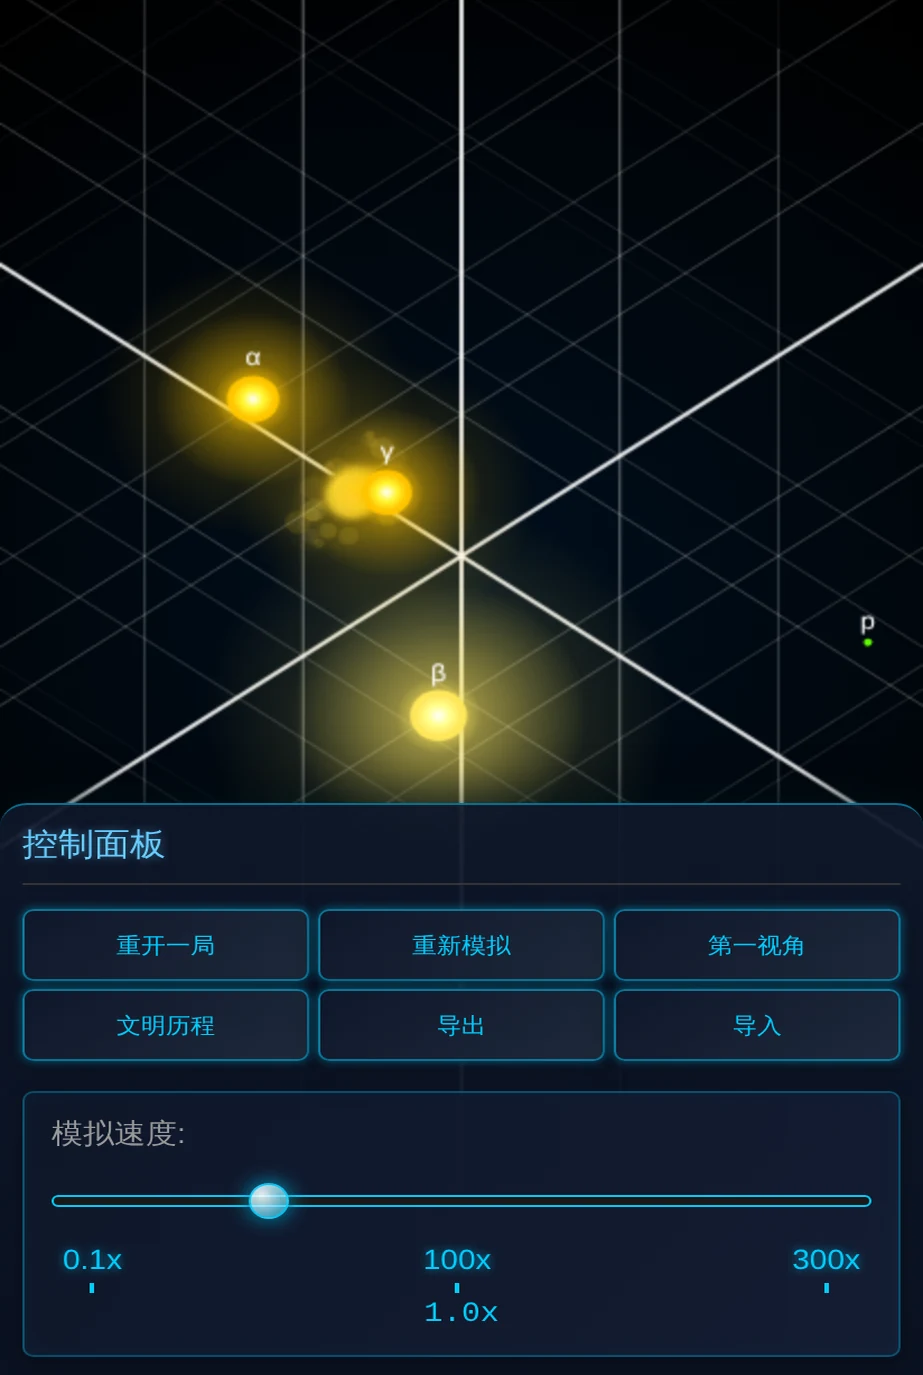 α
γ
p
β
控制面板
重开一局 重新模拟 第一视角
文明历程 导出 导入
模拟速度:
0.1x 100x 300x
1.0x